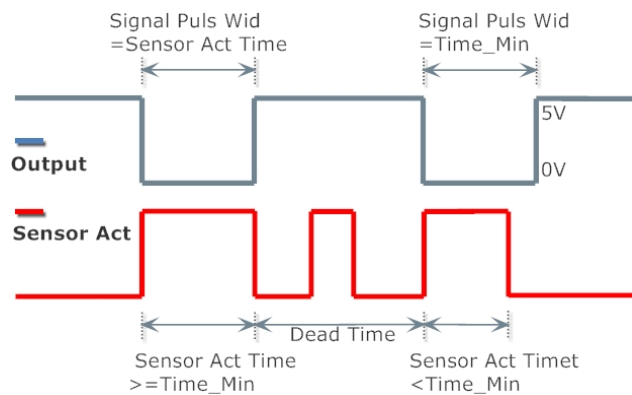 Signal Puls Wid
=Sensor Act Time
Signal Puls Wid
=Time_Min
5V
Output
0V
Sensor Act
Dead Time
Sensor Act Time
>=Time_Min
Sensor Act Timet
<Time_Min